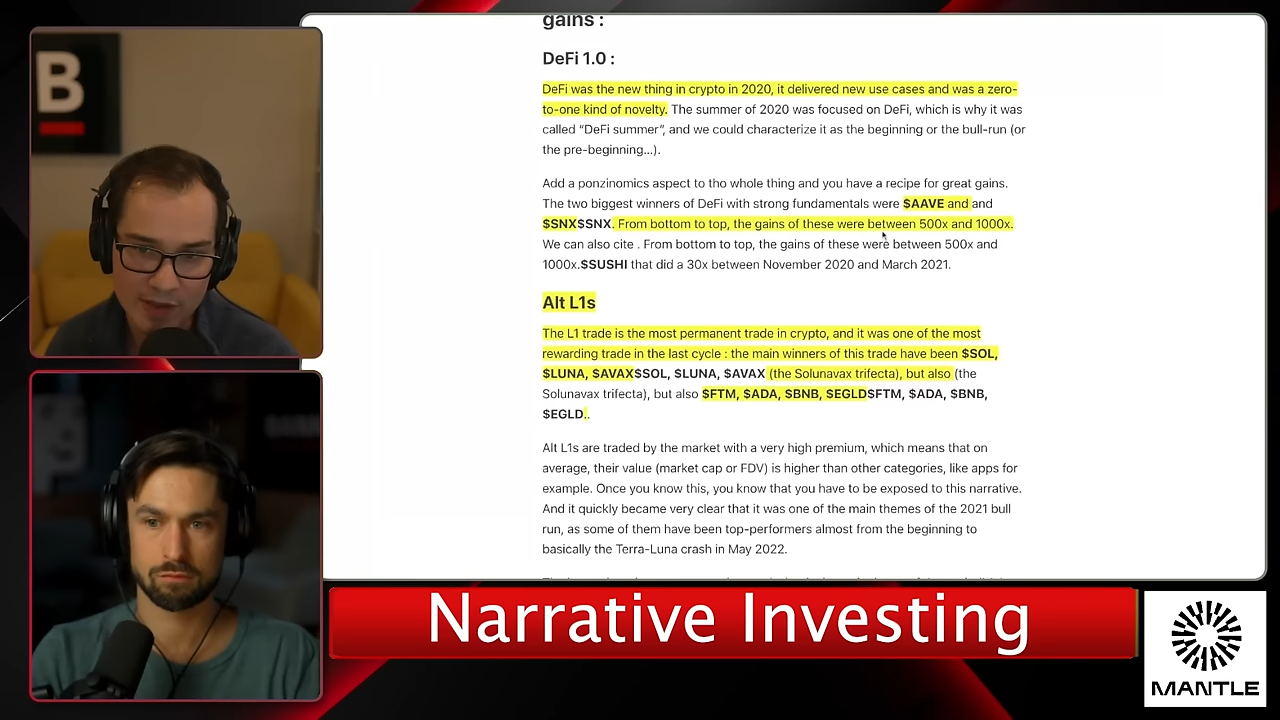 B
gains :
DeFi 1.0 :
DeFi was the new thing in crypto in 2020, it delivered new use cases and was a zero-
to-one kind of novelty. The summer of 2020 was focused on DeFi, which is why it was
called “DeFi summer”, and we could characterize it as the beginning or the bull-run (or
the pre-beginning...).
Add a ponzinomics aspect to tho whole thing and you have a recipe for great gains.
The two biggest winners of DeFi with strong fundamentals were $AAVE and and
$SNX$SNX. From bottom to top, the gains of these were between 500x and 1000x.
We can also cite . From bottom to top, the gains of these were between 500x and
1000x.$SUSHI that did a 30x between November 2020 and March 2021.
Alt L1s
The L1 trade is the most permanent trade in crypto, and it was one of the most
rewarding trade in the last cycle : the main winners of this trade have been $SOL,
$LUNA, $AVAX$SOL, $LUNA, $AVAX (the Solunavax trifecta), but also (the
Solunavax trifecta), but also $FTM, $ADA, $BNB, $EGLD$FTM, $ADA, $BNB,
$EGLD..
Alt L1s are traded by the market with a very high premium, which means that on
average, their value (market cap or FDV) is higher than other categories, like apps for
example. Once you know this, you know that you have to be exposed to this narrative.
And it quickly became very clear that it was one of the main themes of the 2021 bull
run, as some of them have been top-performers almost from the beginning to
basically the Terra-Luna crash in May 2022.
Narrative Investing
MANTLE